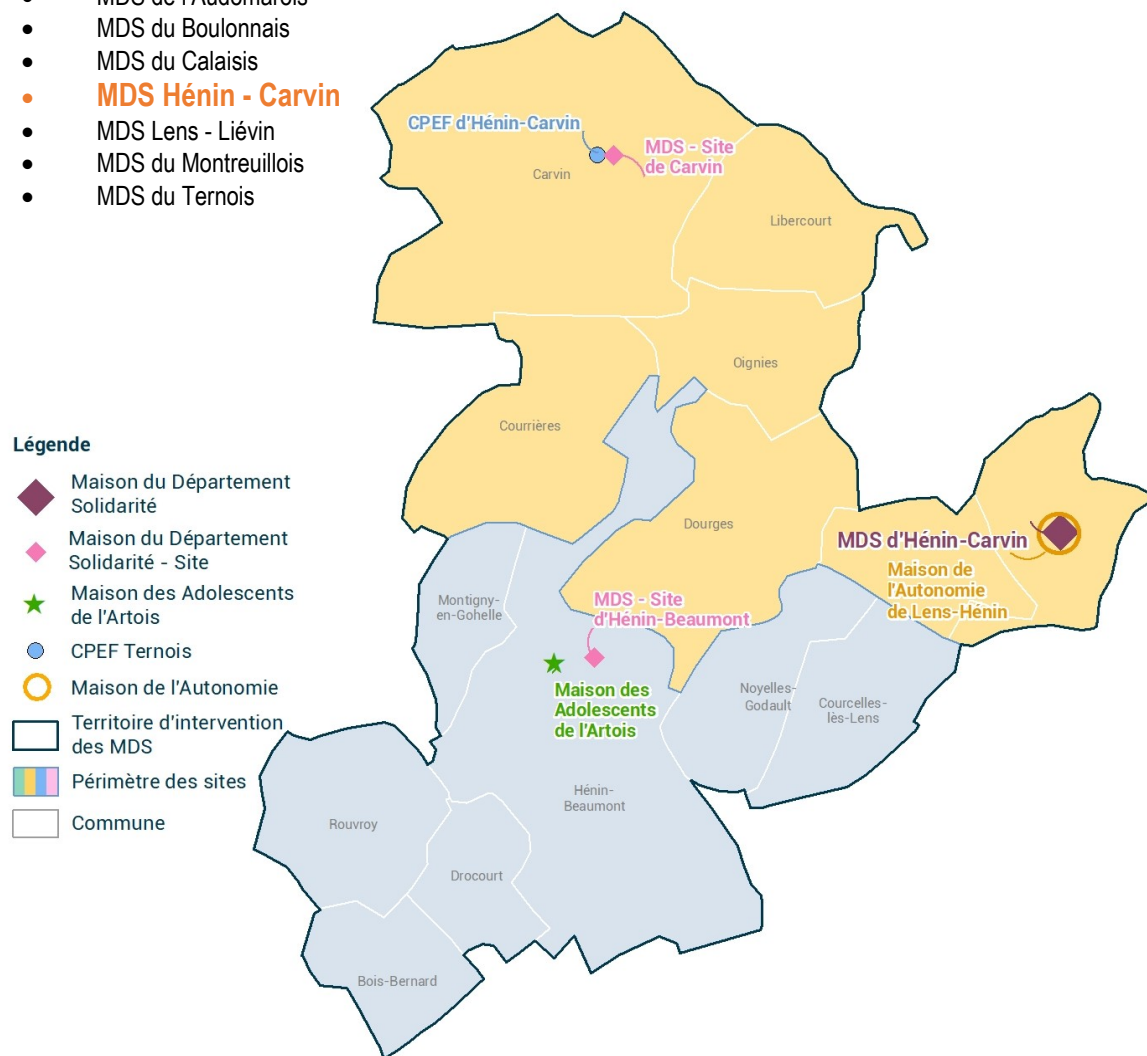 MDS de l'Audomarois
MDS du Boulonnais
MDS du Calaisis
MDS Hénin - Carvin
MDS Lens - Liévin
MDS du Montreuillois
MDS du Ternois
CPEF d'Hénin-Carvin
MDS - Site
de Carvin
Carvin
Libercourt
Oignies
Courrières
Dourges
MDS d'Hénin-Carvin
Maison de
l'Autonomie
de Lens-Hénin
Montigny-
en-Gohelle
MDS - Site
d'Hénin-Beaumont
Maison des
Adolescents
de l'Artois
Noyelles-
Godault
Courcelles-
lès-Lens
Hénin-
Beaumont
Rouvroy
Drocourt
Bois-Bernard
Légende
Maison du Département
Solidarité
Maison du Département
Solidarité - Site
Maison des Adolescents
de l'Artois
CPEF Ternois
Maison de l'Autonomie
Territoire d'intervention
des MDS
Périmètre des sites
Commune